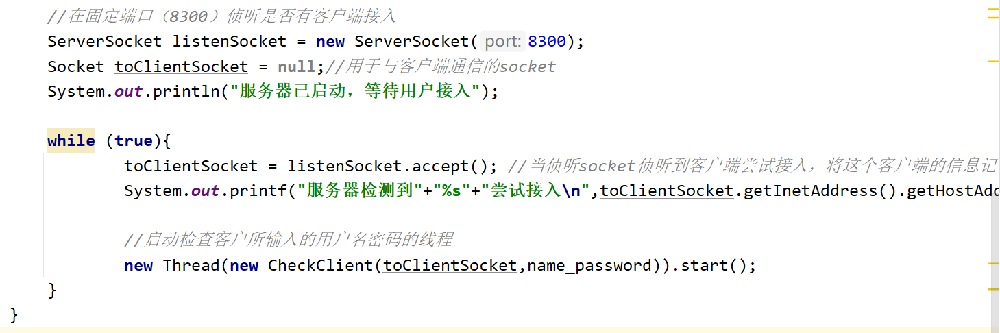 //在固定端口（8300）侦听是否有客户端接入
ServerSocket listenSocket = new ServerSocket( port: 8300);
Socket toClientSocket = null;//用于与客户端通信的socket
System.out.println("服务器已启动，等待用户接入");
while (true){
toClientSocket = listenSocket.accept(); //当侦听socket侦听到客户端尝试接入，将这个客户端的信息记
System.out.printf("服务器检测到"+"%s"+"尝试接入\n",toClientSocket.getInetAddress().getHostAdd
//启动检查客户所输入的用户名密码的线程
new Thread(new CheckClient(toClientSocket,name_password)).start();
}
}